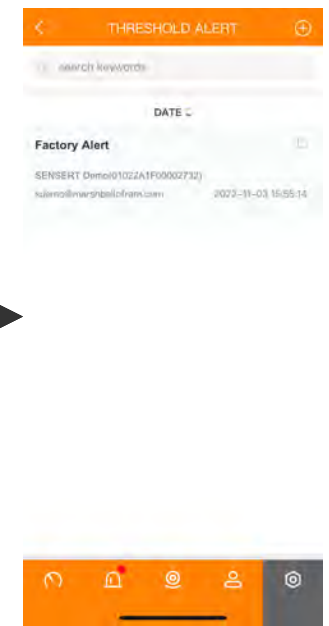 THRESHOLD ALERT
search keywords
DATE
Factory Alert
SENSERT Demo(01022A1F00002732)
2022-11-03 15:55:14